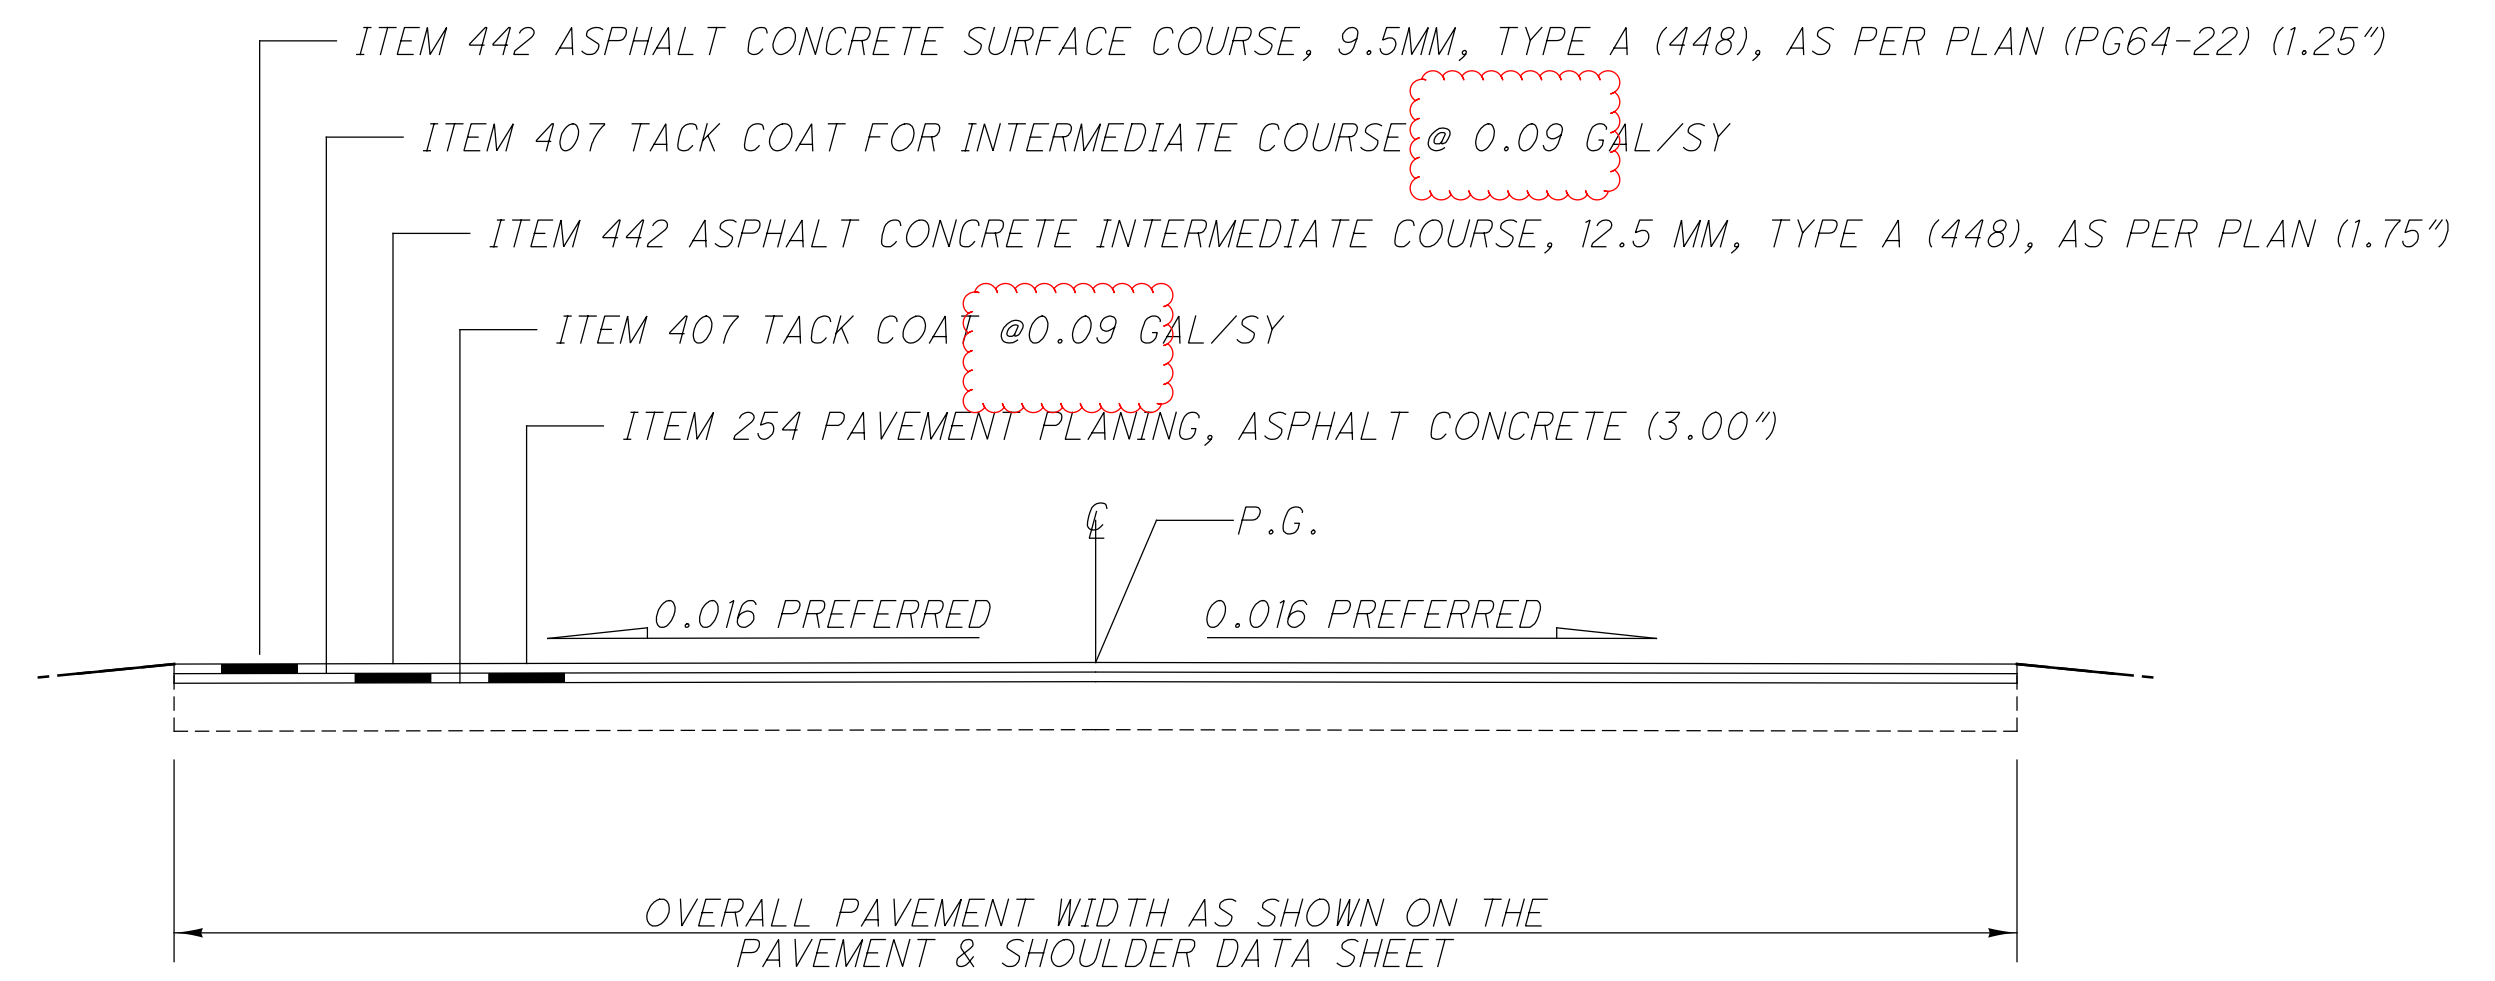 ITEM 442 ASPHALT CONCRETE SURFACE COURSE, 9.5MM, TYPE A (448), AS PER PLAN (PG64-22) (1.25")
ITEM 407 TACK COAT FOR INTERMEDIATE COURSE @ 0.09 GAL/SY
ITEM 442 ASPHALT CONCRETE INTERMEDIATE COURSE, 12.5 MM, TYPE A (448), AS PER PLAN (1.75")
ITEM 407 TACK COAT @0.09 GAL/SY
ITEM 254 PAVEMENT PLANING, ASPHALT CONCRETE (3.00")
CL
P.G.
0.016 PREFERRED 0.016 PREFERRED
OVERALL PAVEMENT WIDTH AS SHOWN ON THE
PAVEMENT & SHOULDER DATA SHEET